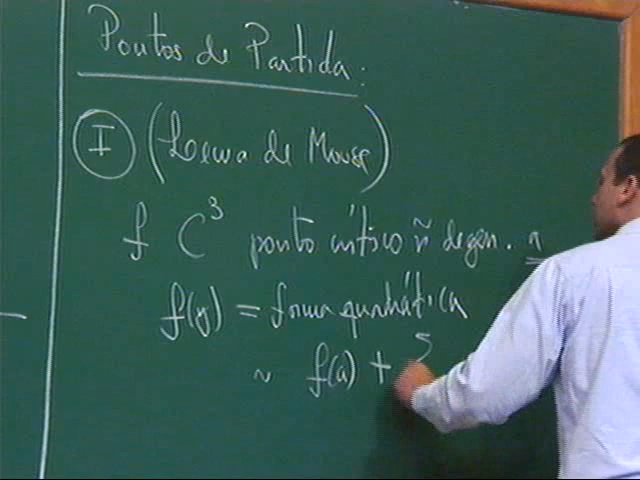 Pontos de Partida:
I (Lema de Morse)
f C³ ponto crítico ñ degen. a
f(y) = forma quadrática
~ f(a) +